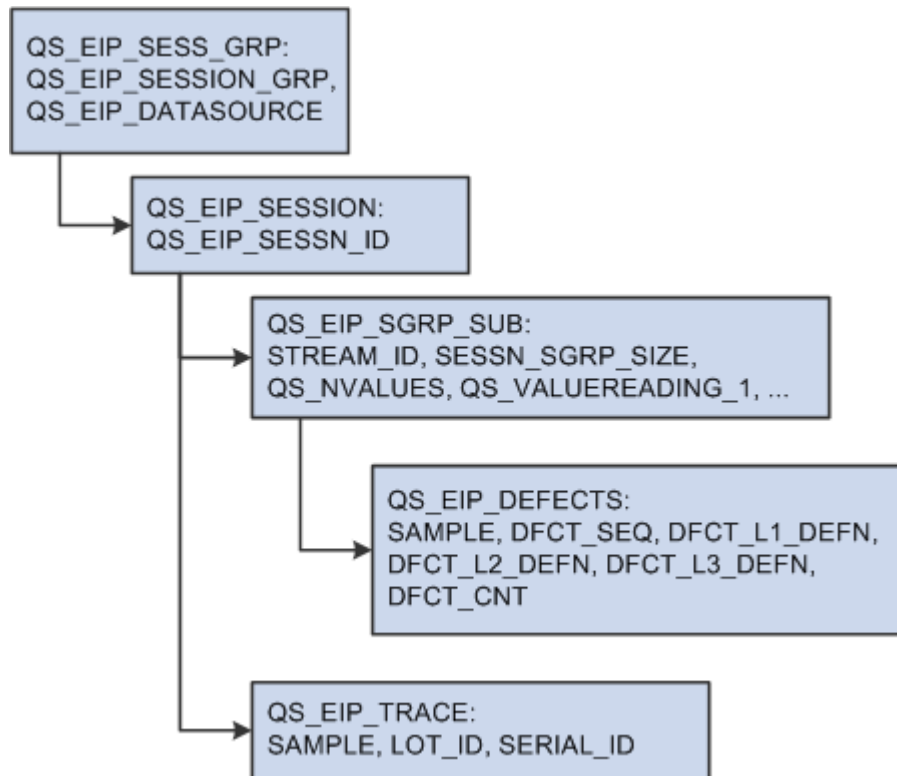 QS_EIP_SESS_GRP:
QS_EIP_SESSION_GRP,
QS_EIP_DATASOURCE
QS_EIP_SESSION:
QS_EIP_SESSN_ID
QS_EIP_SGRP_SUB:
STREAM_ID, SESSN_SGRP_SIZE,
QS_NVALUES, QS_VALUEREADING_1, ...
QS_EIP_DEFECTS:
SAMPLE, DFCT_SEQ, DFCT_L1_DEFN,
DFCT_L2_DEFN, DFCT_L3_DEFN,
DFCT_CNT
QS_EIP_TRACE:
SAMPLE, LOT_ID, SERIAL_ID